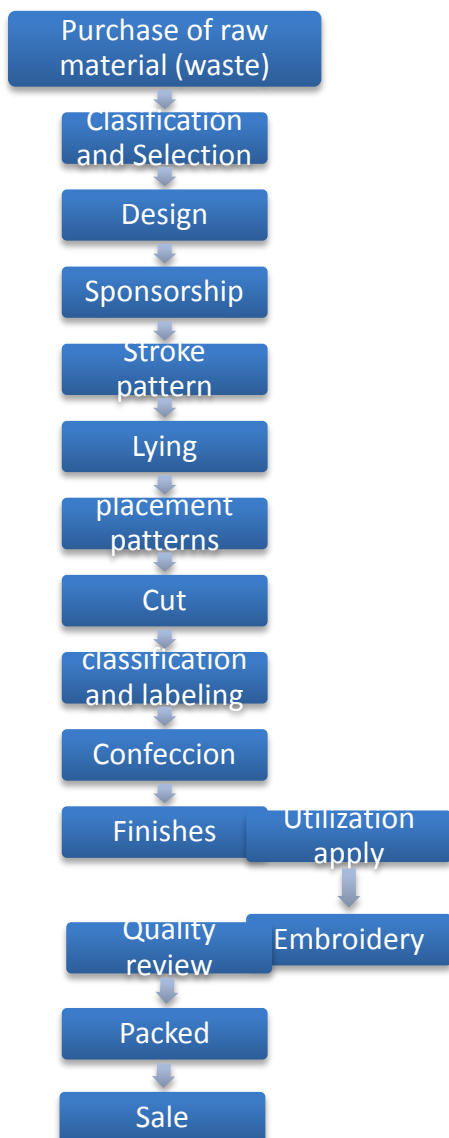 Purchase of raw
material (waste)
Clasification
and Selection
Design
Sponsorship
Stroke
pattern
Lying
placement
patterns
Cut
classification
and labeling
Confeccion
Finishes
Utilization
apply
Embroidery
Quality
review
Packed
Sale